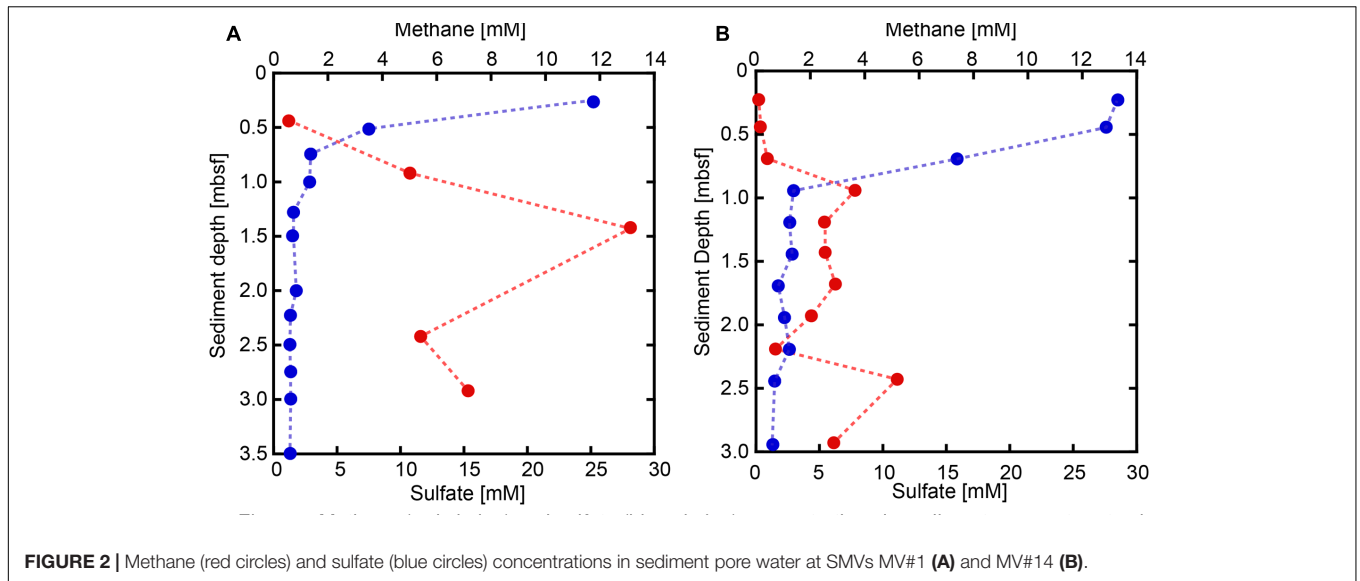 A
Methane [mM]
0 2 4 6 8 10 12 14
0
0.5
1.0
1.5
2.0
2.5
3.0
3.5
Sediment depth [mbsf]
0 5 10 15 20 25 30
Sulfate [mM]
B
Methane [mM]
0 2 4 6 8 10 12 14
0
0.5
1.0
1.5
2.0
2.5
3.0
Sediment Depth [mbsf]
0 5 10 15 20 25 30
Sulfate [mM]
FIGURE 2 | Methane (red circles) and sulfate (blue circles) concentrations in sediment pore water at SMVs MV#1 (A) and MV#14 (B).